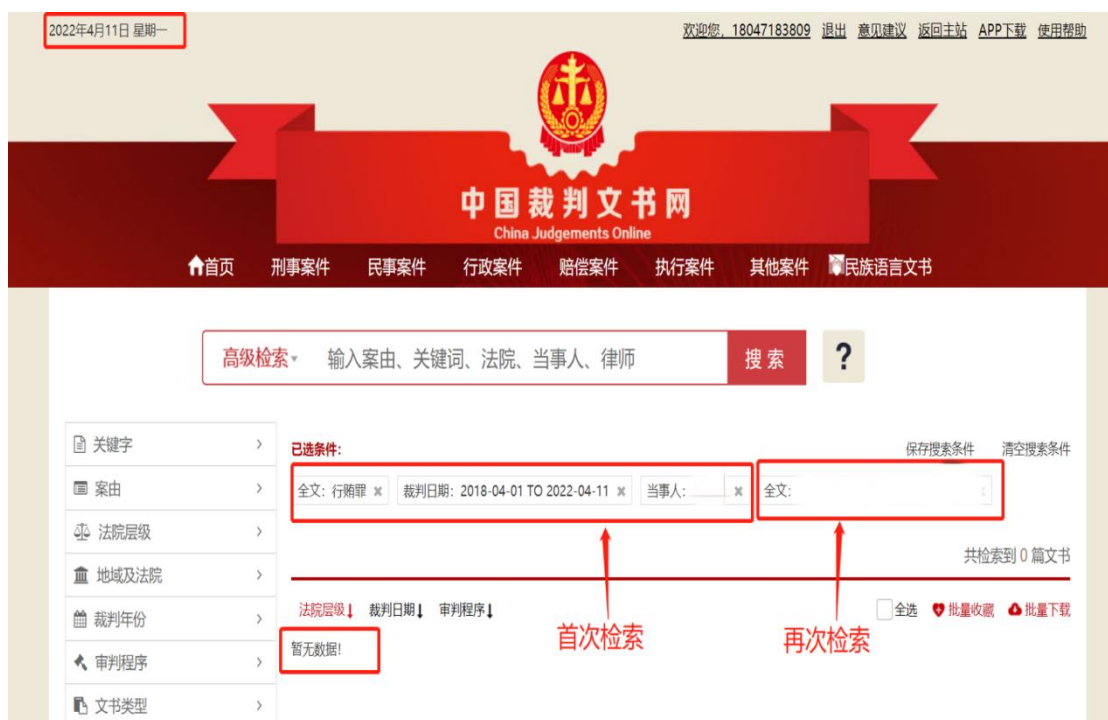 2022年4月11日 星期一
欢迎您，18047183809 退出 意见建议 返回主站 APP下载 使用帮助
中国裁判文书网
China Judgements Online
首页 刑事案件 民事案件 行政案件 赔偿案件 执行案件 其他案件 民族语言文书
高级检索 输入案由、关键词、法院、当事人、律师 搜索 ?
关键字
已选条件: 保存搜索条件 清空搜索条件
案由
全文: 行贿罪 × 裁判日期: 2018-04-01 TO 2022-04-11 × 当事人: × 全文:
法院层级
共检索到 0 篇文书
地域及法院
裁判年份
法院层级↓ 裁判日期↓ 审判程序↓ 全选 批量收藏 批量下载
首次检索 再次检索
暂无数据!
审判程序
文书类型